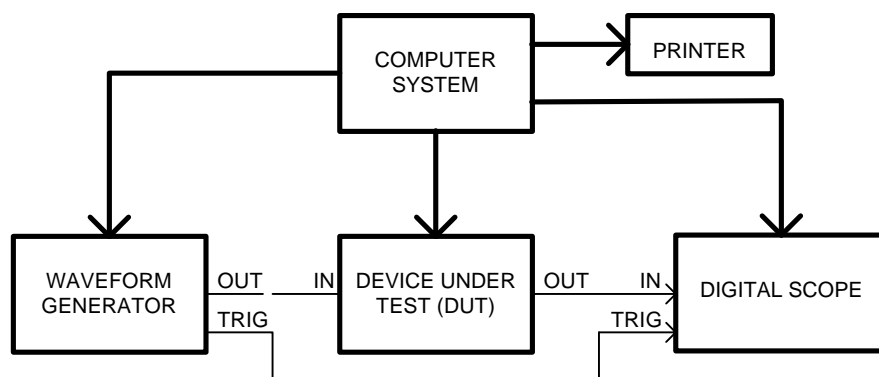 COMPUTER
SYSTEM
PRINTER
WAVEFORM
GENERATOR
OUT
TRIG
IN
DEVICE UNDER
TEST (DUT)
OUT
IN
TRIG
DIGITAL SCOPE